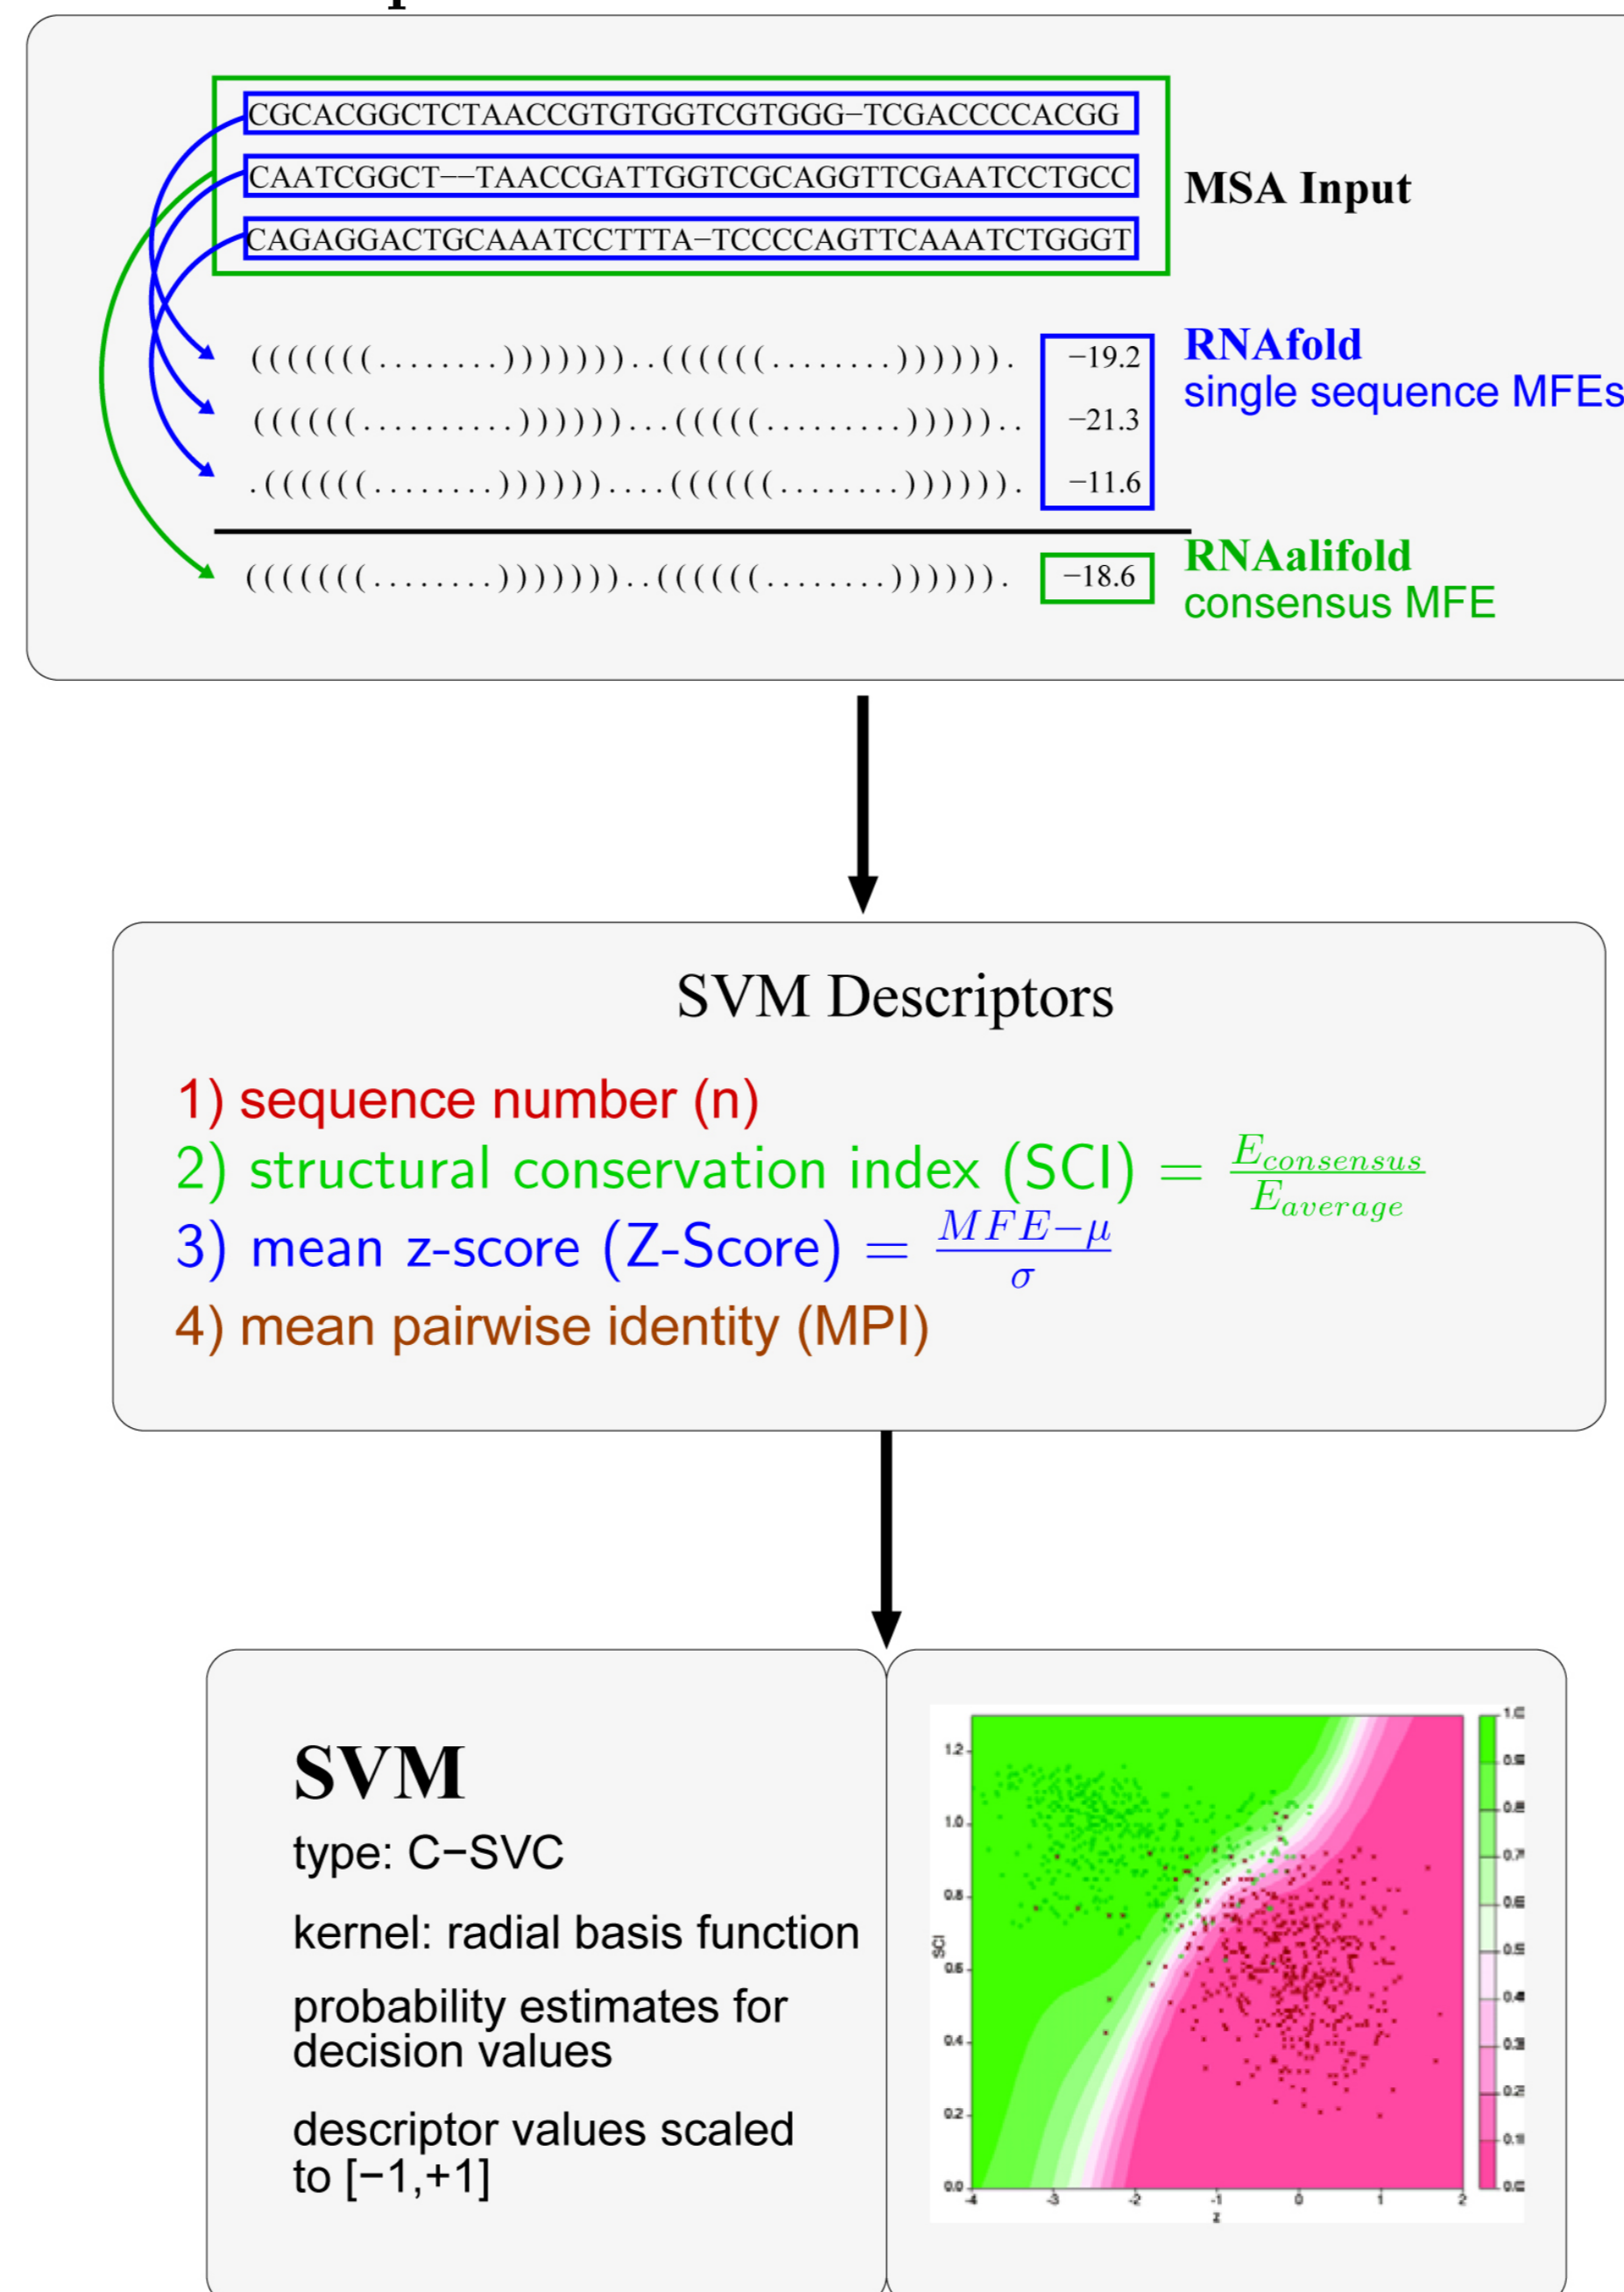 CGCACGGCTCTAACCGTGTGGTCGTGGG−TCGACCCCACGG
CAATCGGCT−−TAACCGATTGGTCGCAGGTTCGAATCCTGCC
CAGAGGACTGCAAATCCTTTA−TCCCCAGTTCAAATCTGGGT
MSA Input
(((((((........)))))))..((((((........)))))). −19.2
((((((..........))))))...(((((.........))))).. −21.3
.((((((........))))))....((((((........)))))). −11.6
RNAfold
single sequence MFEs
(((((((........)))))))..((((((........)))))). −18.6
RNAalifold
consensus MFE
SVM Descriptors
1) sequence number (n)
2) structural conservation index (SCI) = E_consensus / E_average
3) mean z-score (Z-Score) = MFE−μ / σ
4) mean pairwise identity (MPI)
SVM
type: C−SVC
kernel: radial basis function
probability estimates for
decision values
descriptor values scaled
to [−1,+1]
1.2
1.0
0.8
0.6
0.4
0.2
0.0
SCI
-4 -3 -2 -1 0 1 2
z